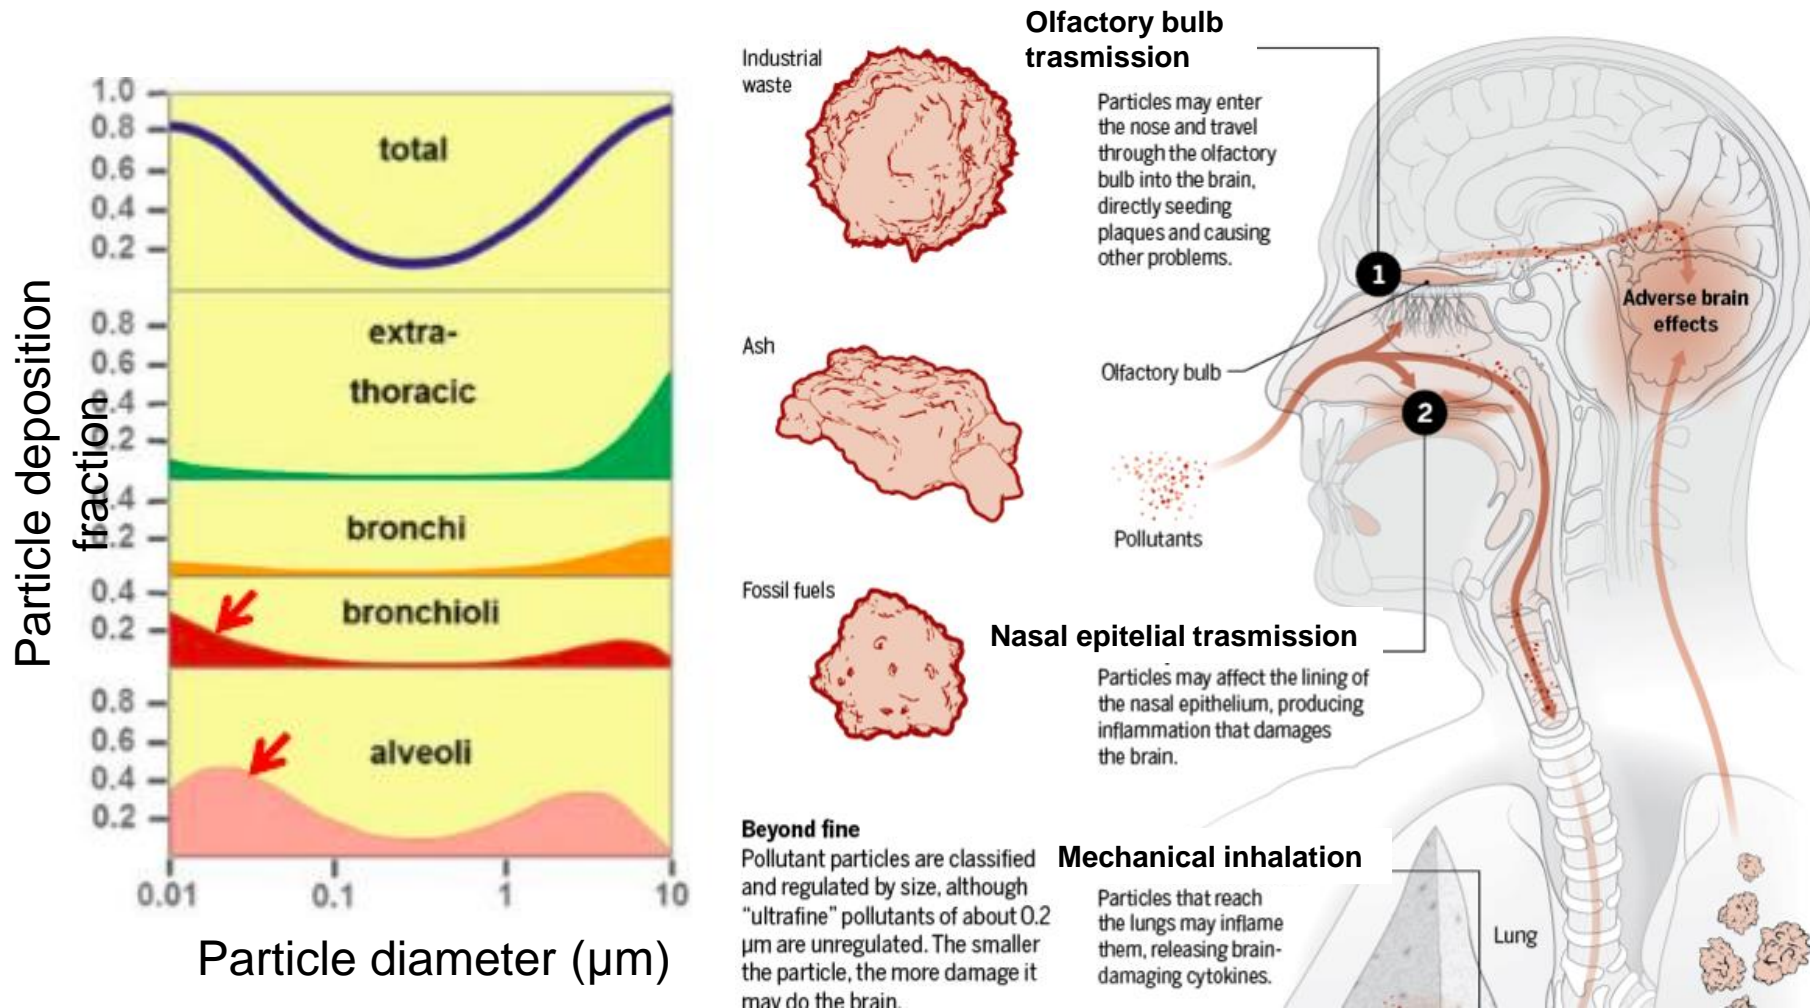 Particle deposition
fraction
1.0
0.8
0.6
0.4
0.2
total
0.8
0.6
0.4
0.2
extra-
thoracic
0.4
0.2
bronchi
0.4
0.2
bronchioli
0.8
0.6
0.4
0.2
alveoli
0.01
0.1
1
10
Particle diameter (μm)
Industrial
waste
Ash
Fossil fuels
Beyond fine
Pollutant particles are classified
and regulated by size, although
“ultrafine” pollutants of about 0.2
μm are unregulated. The smaller
the particle, the more damage it
may do the brain.
Olfactory bulb
trasmission
Particles may enter
the nose and travel
through the olfactory
bulb into the brain,
directly seeding
plaques and causing
other problems.
1
Adverse brain
effects
Olfactory bulb
2
Pollutants
Nasal epitelial trasmission
Particles may affect the lining of
the nasal epithelium, producing
inflammation that damages
the brain.
Mechanical inhalation
Particles that reach
the lungs may inflame
them, releasing brain-
damaging cytokines.
Lung